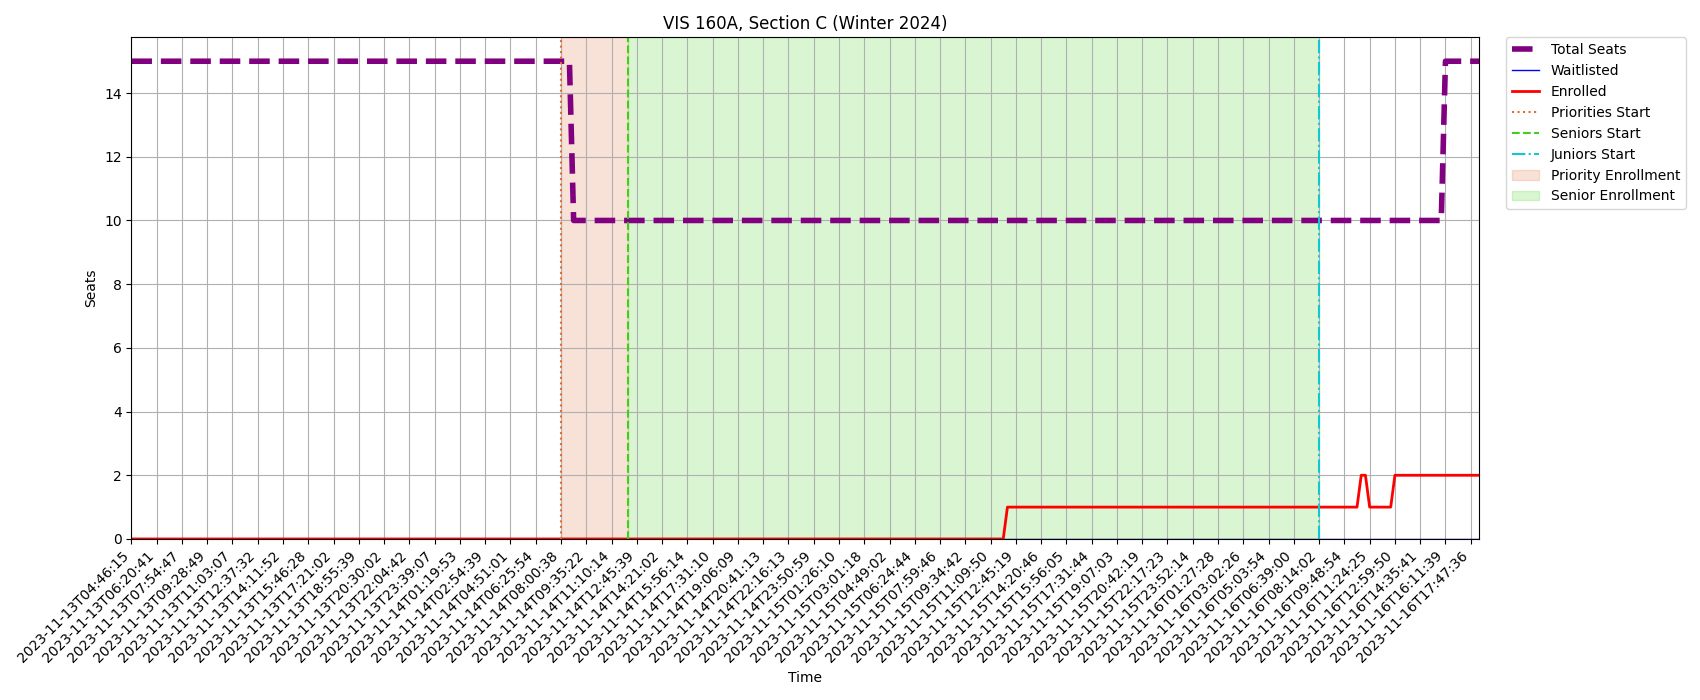 VIS 160A, Section C (Winter 2024)
Total Seats
Waitlisted
Enrolled
Priorities Start
Seniors Start
Juniors Start
Priority Enrollment
Senior Enrollment
14
12
10
8
6
4
2
0
Seats
2023-11-13T04:46:15
2023-11-13T06:20:41
2023-11-13T07:54:47
2023-11-13T09:28:49
2023-11-13T11:03:07
2023-11-13T12:37:32
2023-11-13T14:11:52
2023-11-13T15:46:28
2023-11-13T17:21:02
2023-11-13T18:55:39
2023-11-13T20:30:02
2023-11-13T22:04:42
2023-11-13T23:39:07
2023-11-14T01:19:53
2023-11-14T02:54:39
2023-11-14T04:51:01
2023-11-14T06:25:54
2023-11-14T08:00:38
2023-11-14T09:35:22
2023-11-14T11:10:14
2023-11-14T12:45:39
2023-11-14T14:21:02
2023-11-14T15:56:14
2023-11-14T17:31:10
2023-11-14T19:06:09
2023-11-14T20:41:13
2023-11-14T22:16:13
2023-11-14T23:50:59
2023-11-15T01:26:10
2023-11-15T03:01:18
2023-11-15T04:49:02
2023-11-15T06:24:44
2023-11-15T07:59:46
2023-11-15T09:34:42
2023-11-15T11:09:50
2023-11-15T12:45:19
2023-11-15T14:20:46
2023-11-15T15:56:05
2023-11-15T17:31:44
2023-11-15T19:07:03
2023-11-15T20:42:19
2023-11-15T22:17:23
2023-11-15T23:52:14
2023-11-16T01:27:28
2023-11-16T03:02:26
2023-11-16T05:03:54
2023-11-16T06:39:00
2023-11-16T08:14:02
2023-11-16T09:48:54
2023-11-16T11:24:25
2023-11-16T12:59:50
2023-11-16T14:35:41
2023-11-16T16:11:39
2023-11-16T17:47:36
Time